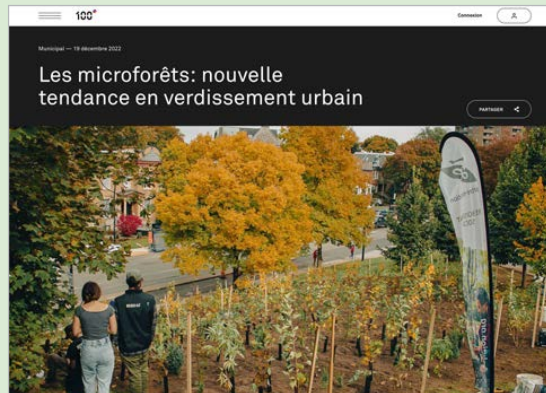 100°
Connexion
Municipal — 19 décembre 2022
Les microforêts: nouvelle
tendance en verdissement urbain
PARTAGER